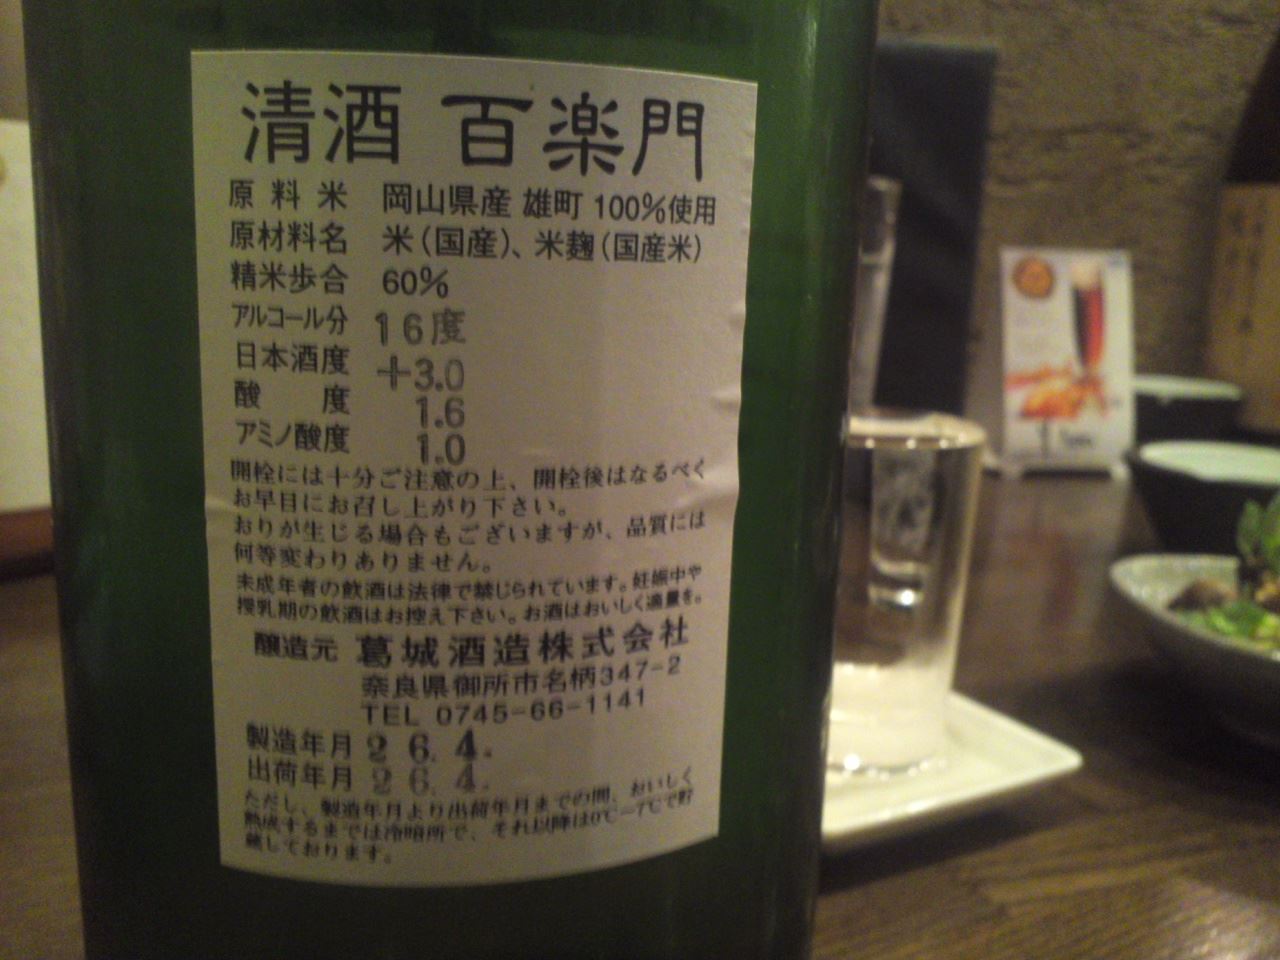 清酒 百楽門
原料米 岡山県産 雄町 100%使用
原材料名 米(国産)、米麹(国産米)
精米歩合 60%
アルコール分 16度
日本酒度 +3.0
酸度 1.6
アミノ酸度 1.0
開栓には十分ご注意の上、開栓後はなるべく
お早目にお召し上がり下さい。
おりが生じる場合もございますが、品質には
何等変わりありません。
未成年者の飲酒は法律で禁じられています。妊娠中や
授乳期の飲酒はお控え下さい。お酒はおいしく適量を。
醸造元 葛城酒造株式会社
奈良県御所市名柄347-2
TEL 0745-66-1141
製造年月 26.4.
出荷年月 26.4.
ただし、製造年月より出荷年月までの間、おいしく
熟成するまでは冷暗所で、それ以降は0℃～7℃で貯
蔵しております。